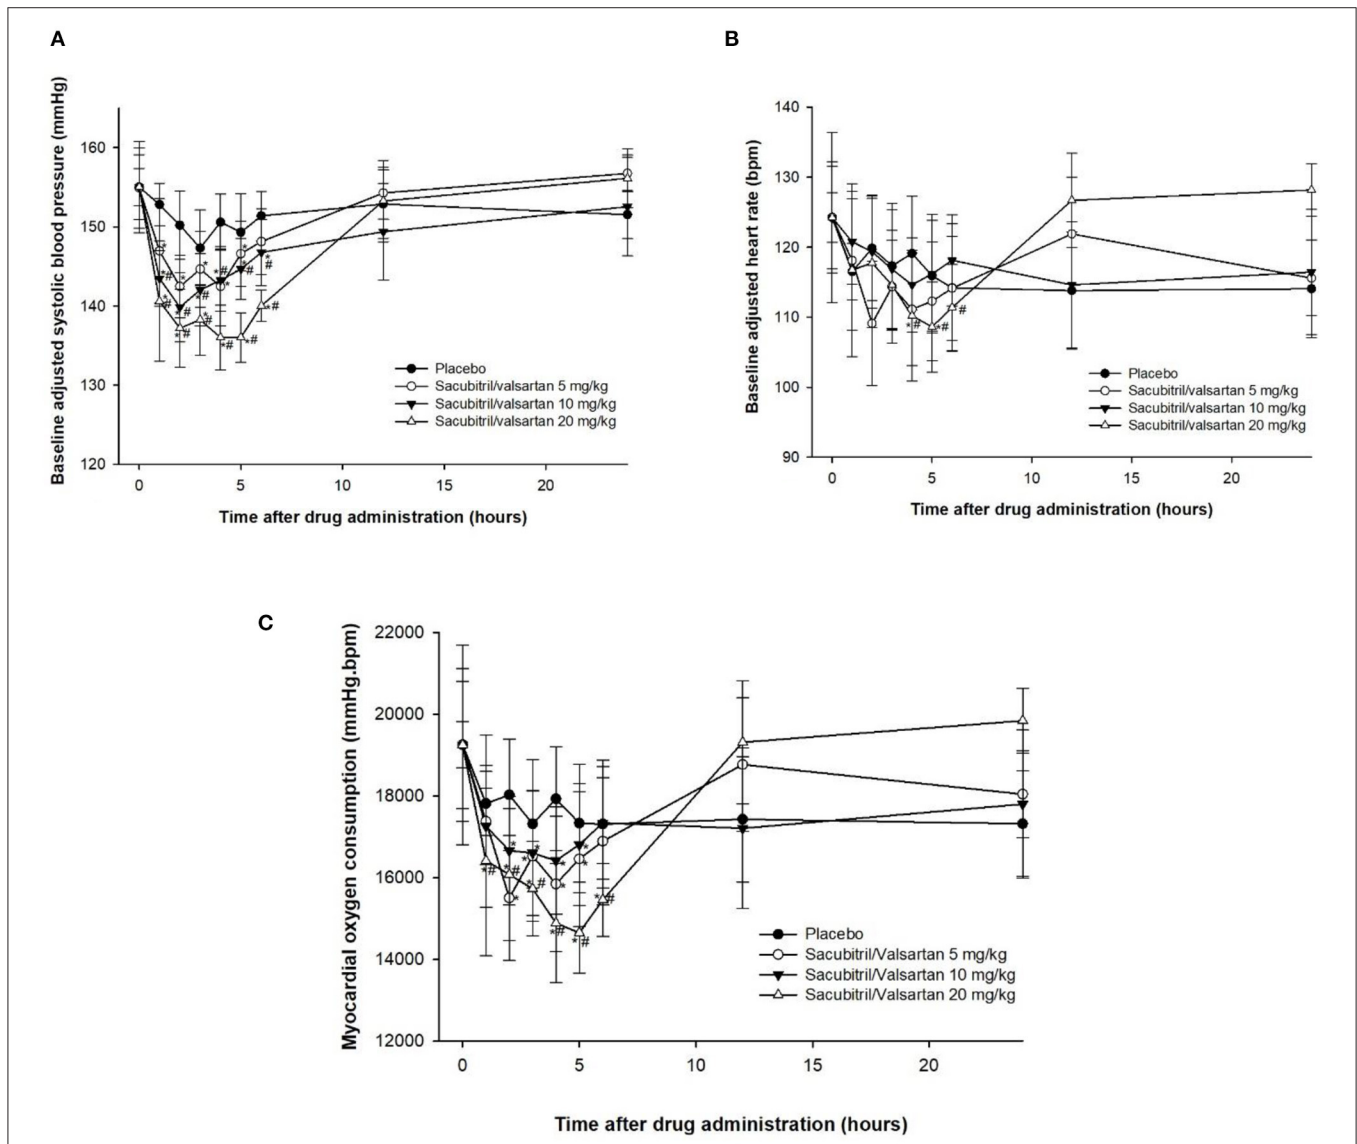 A
Baseline adjusted systolic blood pressure (mmHg)
160
150
140
130
120
0 5 10 15 20
Time after drug administration (hours)
Placebo
Sacubitril/valsartan 5 mg/kg
Sacubitril/valsartan 10 mg/kg
Sacubitril/valsartan 20 mg/kg
B
Baseline adjusted heart rate (bpm)
140
130
120
110
100
90
0 5 10 15 20
Time after drug administration (hours)
Placebo
Sacubitril/valsartan 5 mg/kg
Sacubitril/valsartan 10 mg/kg
Sacubitril/valsartan 20 mg/kg
C
Myocardial oxygen consumption (mmHg.bpm)
22000
20000
18000
16000
14000
12000
0 5 10 15 20
Time after drug administration (hours)
Placebo
Sacubitril/Valsartan 5 mg/kg
Sacubitril/Valsartan 10 mg/kg
Sacubitril/Valsartan 20 mg/kg